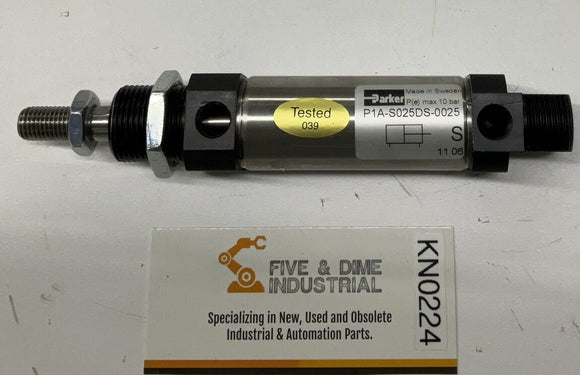 Tested
039
Parker
Made in Sweden
P(e) max 10 bar
P1A-S025DS-0025
S
11 06
FIVE & DIME
INDUSTRIAL
Specializing in New, Used and Obsolete
Industrial & Automation Parts.
KN0224